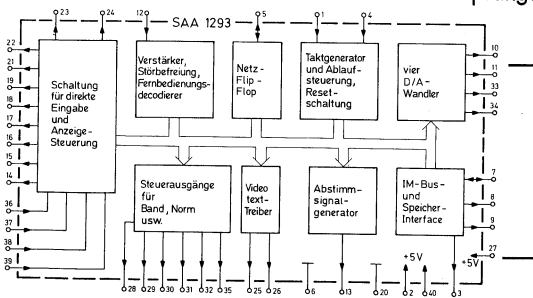 SAA 1293
23
24
12
5
1
4
22
21
19
18
17
16
15
14
36
37
38
39
Schaltung
für direkte
Eingabe
und
Anzeige-
Steuerung
Verstärker,
Störbefreiung,
Fernbedienungs-
decodierer
Netz-
Flip-
Flop
Taktgenerator
und Ablauf-
steuerung,
Reset-
schaltung
vier
D/A-
Wandler
10
11
33
34
Steuerausgänge
für
Band, Norm
usw.
Video
text-
Treiber
Abstimm-
signal-
generator
IM-Bus-
und
Speicher-
Interface
7
8
9
27
+5V
+5V
28
29
30
31
32
35
25
26
6
13
20
2
40
3